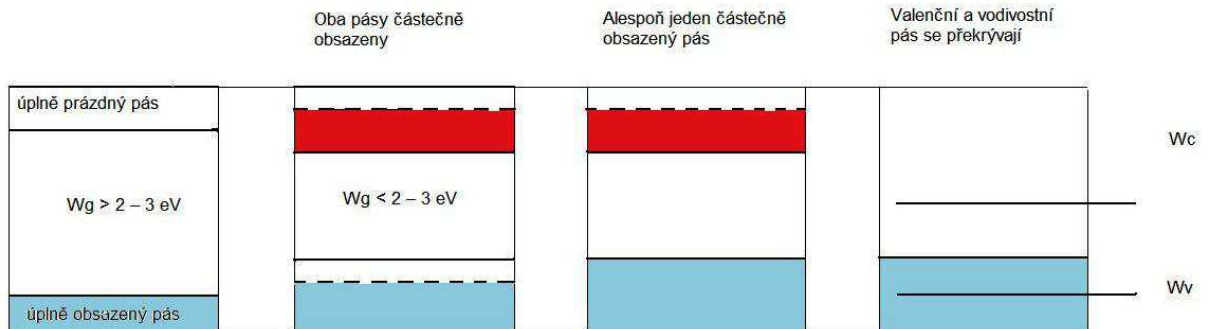 Oba pásy částečně
obsazeny
Alespoň jeden částečně
obsazený pás
Valenční a vodivostní
pás se překrývají
úplně prázdný pás
Wg > 2 – 3 eV
Wg < 2 – 3 eV
Wc
Wv
úplně obsazený pás